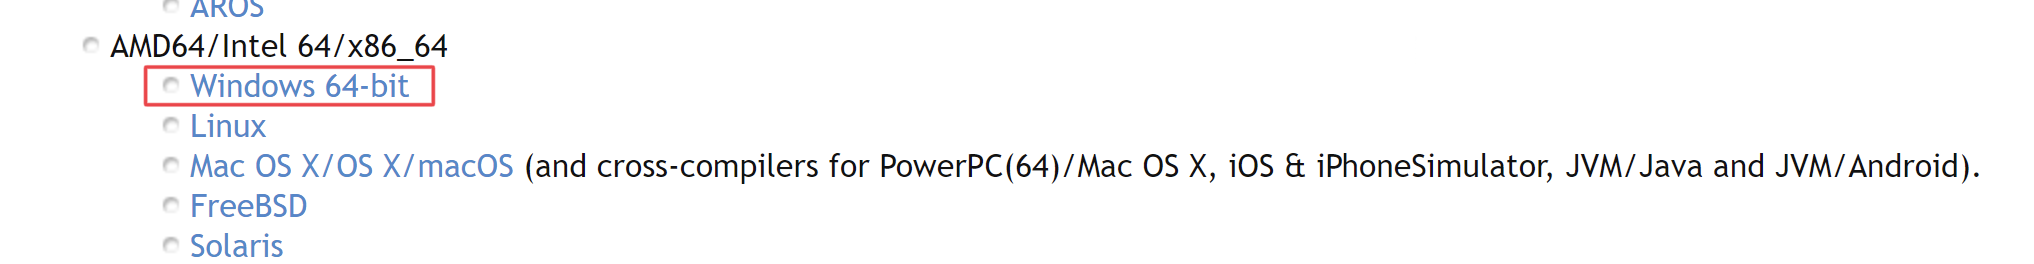 AROS
AMD64/Intel 64/x86_64
Windows 64-bit
Linux
Mac OS X/OS X/macOS (and cross-compilers for PowerPC(64)/Mac OS X, iOS & iPhoneSimulator, JVM/Java and JVM/Android).
FreeBSD
Solaris